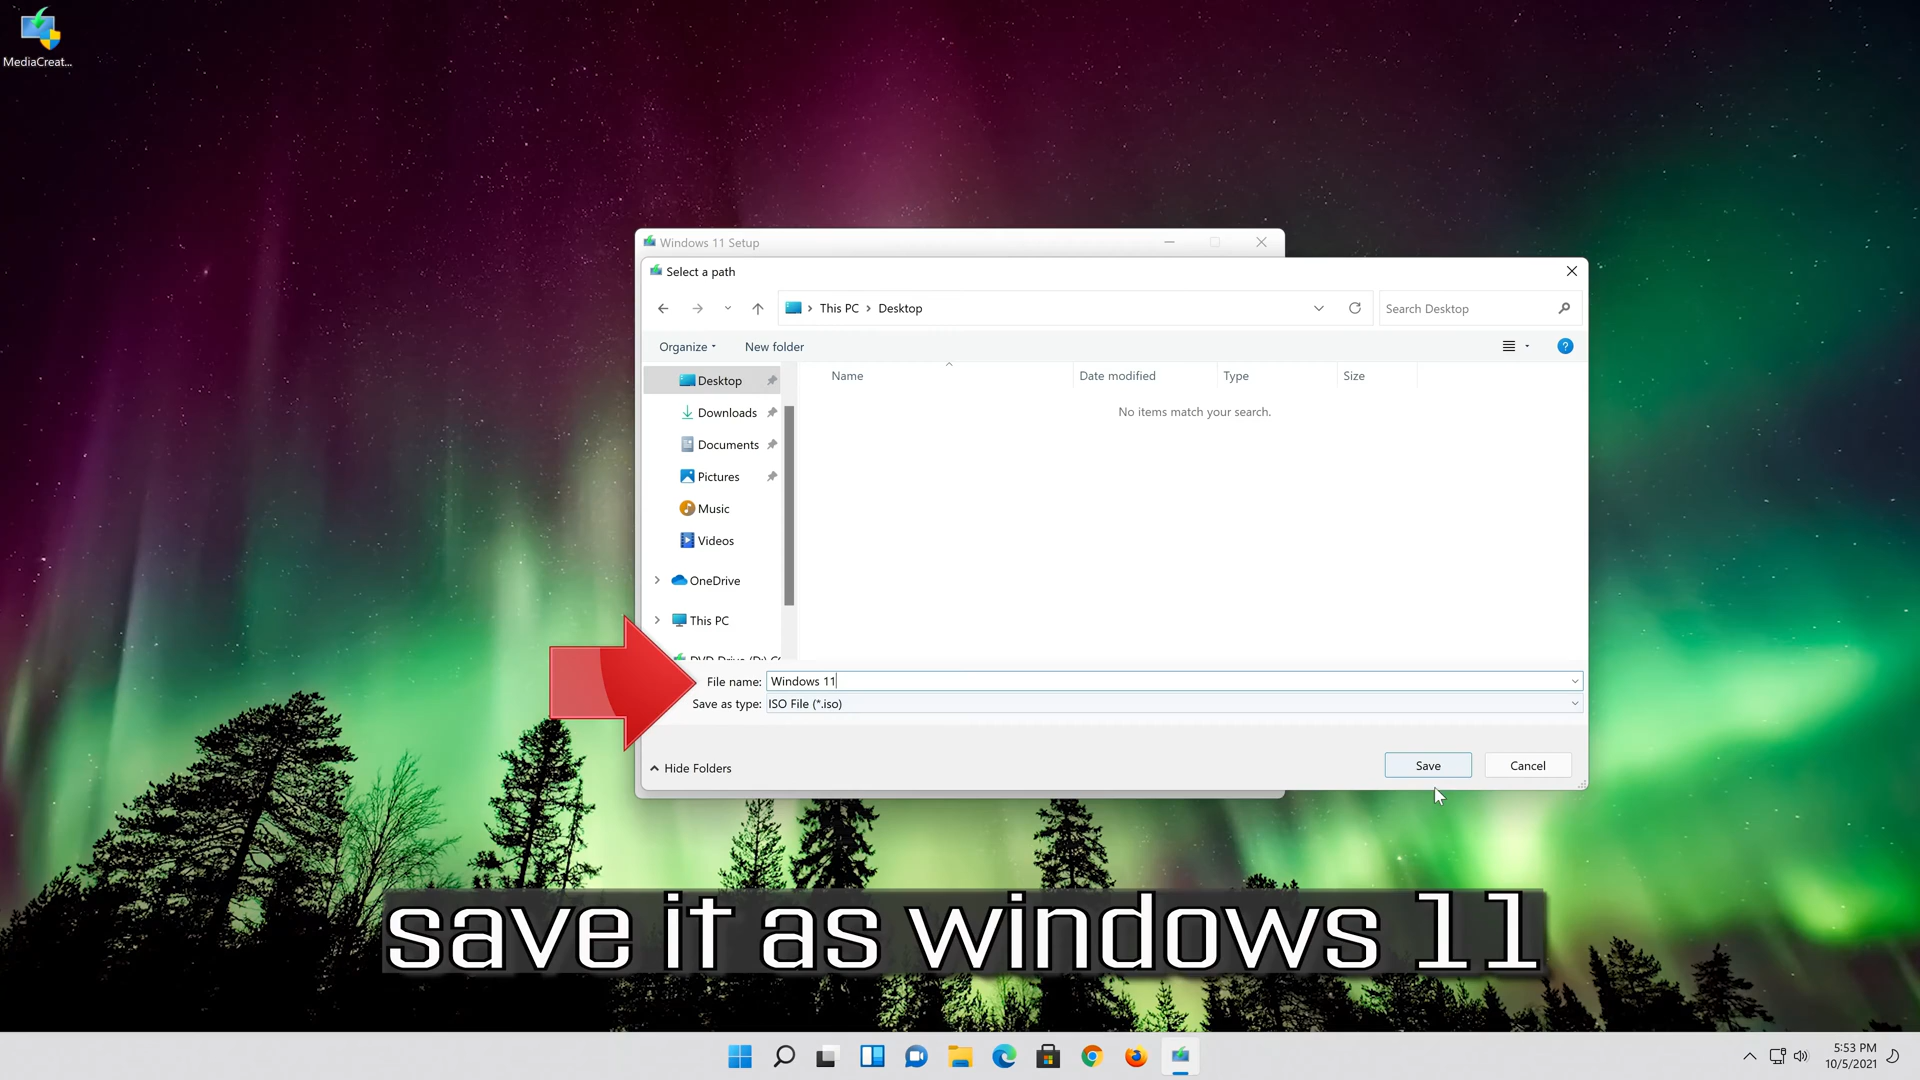 MediaCreat...
Windows 11 Setup
Select a path
This PC
Desktop
Search Desktop
Organize
New folder
Name
Date modified
Type
Size
No items match your search.
Desktop
Downloads
Documents
Pictures
Music
Videos
OneDrive
This PC
File name: Windows 11
Save as type: ISO File (*.iso)
Hide Folders
Save
Cancel
save it as windows 11
5:53 PM
10/5/2021